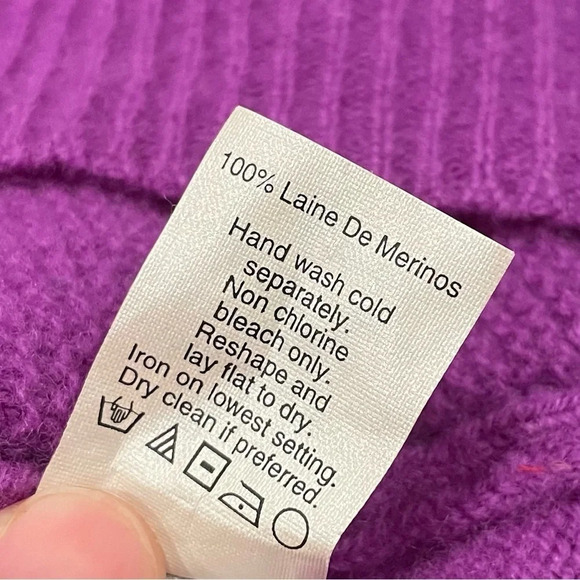 100% Laine De Merinos
Hand wash cold
separately.
Non chlorine
bleach only.
Reshape and
lay flat to dry.
Iron on lowest setting.
Dry clean if preferred.